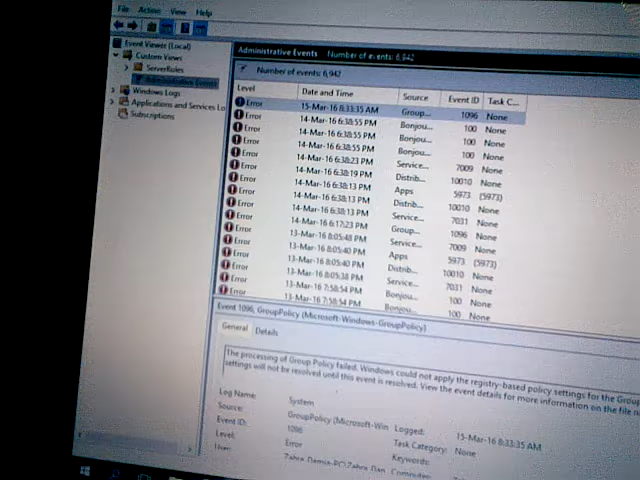 File Action View Help
Event Viewer (Local)
Custom Views
ServerRoles
Administrative Events
Windows Logs
Applications and Services Lo
Subscriptions
Administrative Events Number of events: 6,942
Number of events: 6,942
Level Date and Time Source Event ID Task C...
Error 15-Mar-16 8:33:35 AM Group... 1096 None
Error 14-Mar-16 6:38:55 PM Bonjou... 100 None
Error 14-Mar-16 6:38:55 PM Bonjou... 100 None
Error 14-Mar-16 6:38:55 PM Bonjou... 100 None
Error 14-Mar-16 6:38:23 PM Service... 7009 None
Error 14-Mar-16 6:38:19 PM Distrib... 10010 None
Error 14-Mar-16 6:38:13 PM Apps 5973 (5973)
Error 14-Mar-16 6:38:13 PM Distrib... 10010 None
Error 14-Mar-16 6:38:13 PM Service... 7031 None
Error 14-Mar-16 6:17:23 PM Group... 1096 None
Error 13-Mar-16 8:05:48 PM Service... 7009 None
Error 13-Mar-16 8:05:40 PM Apps 5973 (5973)
Error 13-Mar-16 8:05:40 PM Distrib... 10010 None
Error 13-Mar-16 8:05:38 PM Service... 7031 None
Error 13-Mar-16 7:58:54 PM Bonjou... 100 None
Error 13-Mar-16 7:58:54 PM Bonjou... 100 None
Event 1096, GroupPolicy (Microsoft-Windows-GroupPolicy)
General Details
The processing of Group Policy failed. Windows could not apply the registry-based policy settings for the Group
settings will not be resolved until this event is resolved. View the event details for more information on the file n
Log Name: System
Source: GroupPolicy (Microsoft-Win Logged: 15-Mar-16 8:33:35 AM
Event ID: 1096 Task Category: None
Level: Error Keywords:
User: Computer: